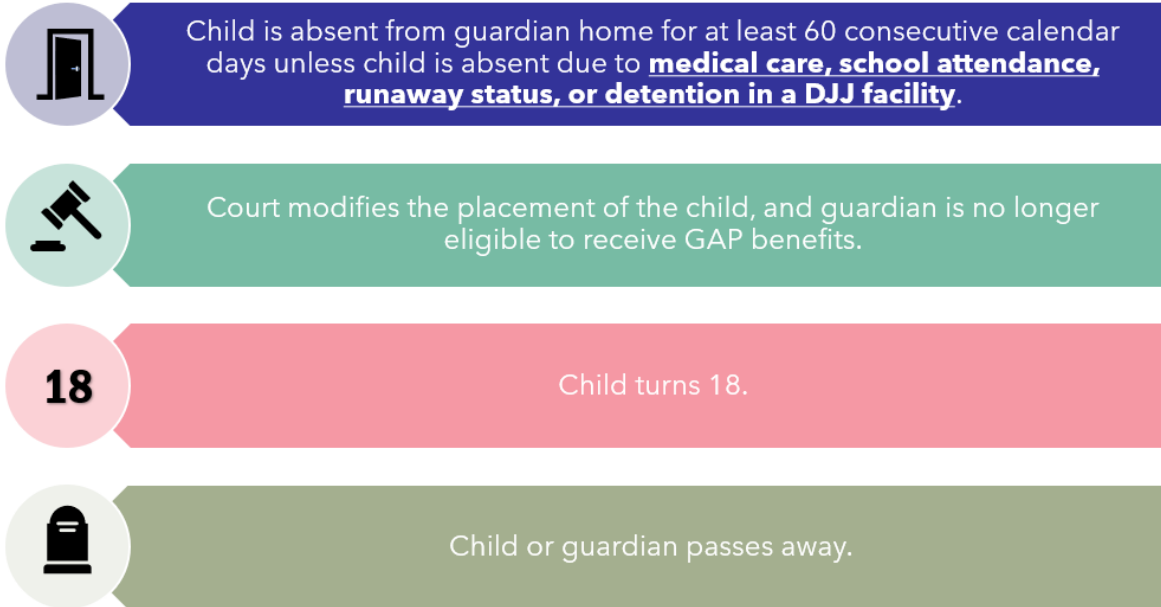 Child is absent from guardian home for at least 60 consecutive calendar
days unless child is absent due to medical care, school attendance,
runaway status, or detention in a DJJ facility.
Court modifies the placement of the child, and guardian is no longer
eligible to receive GAP benefits.
18
Child turns 18.
Child or guardian passes away.